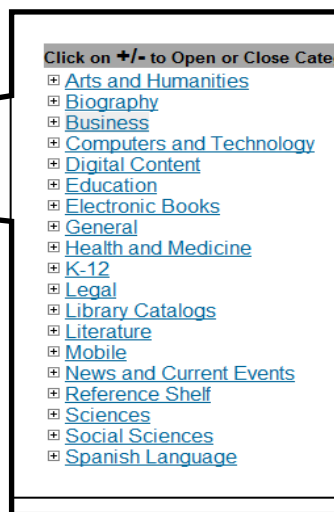 Click on +/- to Open or Close Cate
Arts and Humanities
Biography
Business
Computers and Technology
Digital Content
Education
Electronic Books
General
Health and Medicine
K-12
Legal
Library Catalogs
Literature
Mobile
News and Current Events
Reference Shelf
Sciences
Social Sciences
Spanish Language